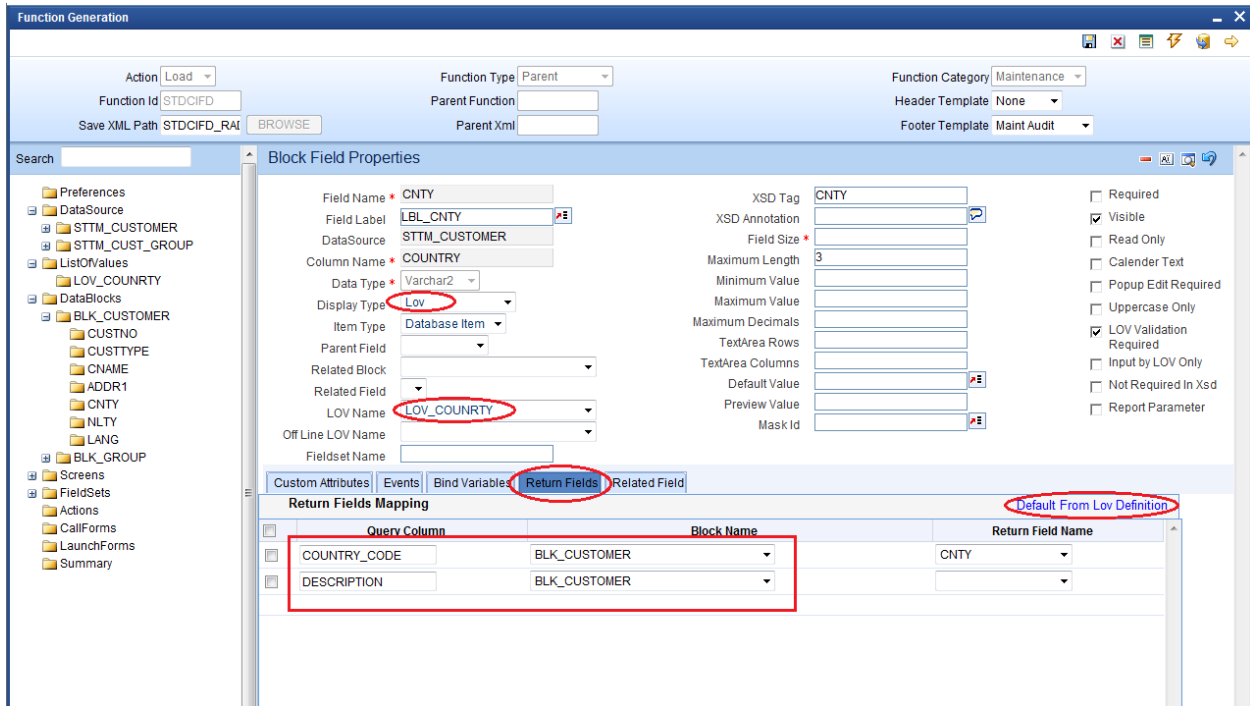 Function Generation
Action Load
Function Type Parent
Function Category Maintenance
Function Id STDCIFD
Parent Function
Header Template None
Save XML Path STDCIFD_RAD BROWSE
Parent Xml
Footer Template Maint Audit
Search
Preferences
DataSource
STTM_CUSTOMER
STTM_CUST_GROUP
ListOfValues
LOV_COUNRTY
DataBlocks
BLK_CUSTOMER
CUSTNO
CUSTTYPE
CNAME
ADDR1
CNTY
NLTY
LANG
BLK_GROUP
Screens
FieldSets
Actions
CallForms
LaunchForms
Summary
Block Field Properties
Field Name * CNTY
Field Label LBL_CNTY
DataSource STTM_CUSTOMER
Column Name * COUNTRY
Data Type * Varchar2
Display Type Lov
Item Type Database Item
Parent Field
Related Block
Related Field
LOV Name LOV_COUNRTY
Off Line LOV Name
Fieldset Name
XSD Tag CNTY
XSD Annotation
Field Size *
Maximum Length 3
Minimum Value
Maximum Value
Maximum Decimals
TextArea Rows
TextArea Columns
Default Value
Preview Value
Mask Id
Required
Visible
Read Only
Calender Text
Popup Edit Required
Uppercase Only
LOV Validation
Required
Input by LOV Only
Not Required In Xsd
Report Parameter
Custom Attributes Events Bind Variables Return Fields Related Field
Return Fields Mapping
Default From Lov Definition
Query Column Block Name Return Field Name
COUNTRY_CODE BLK_CUSTOMER CNTY
DESCRIPTION BLK_CUSTOMER